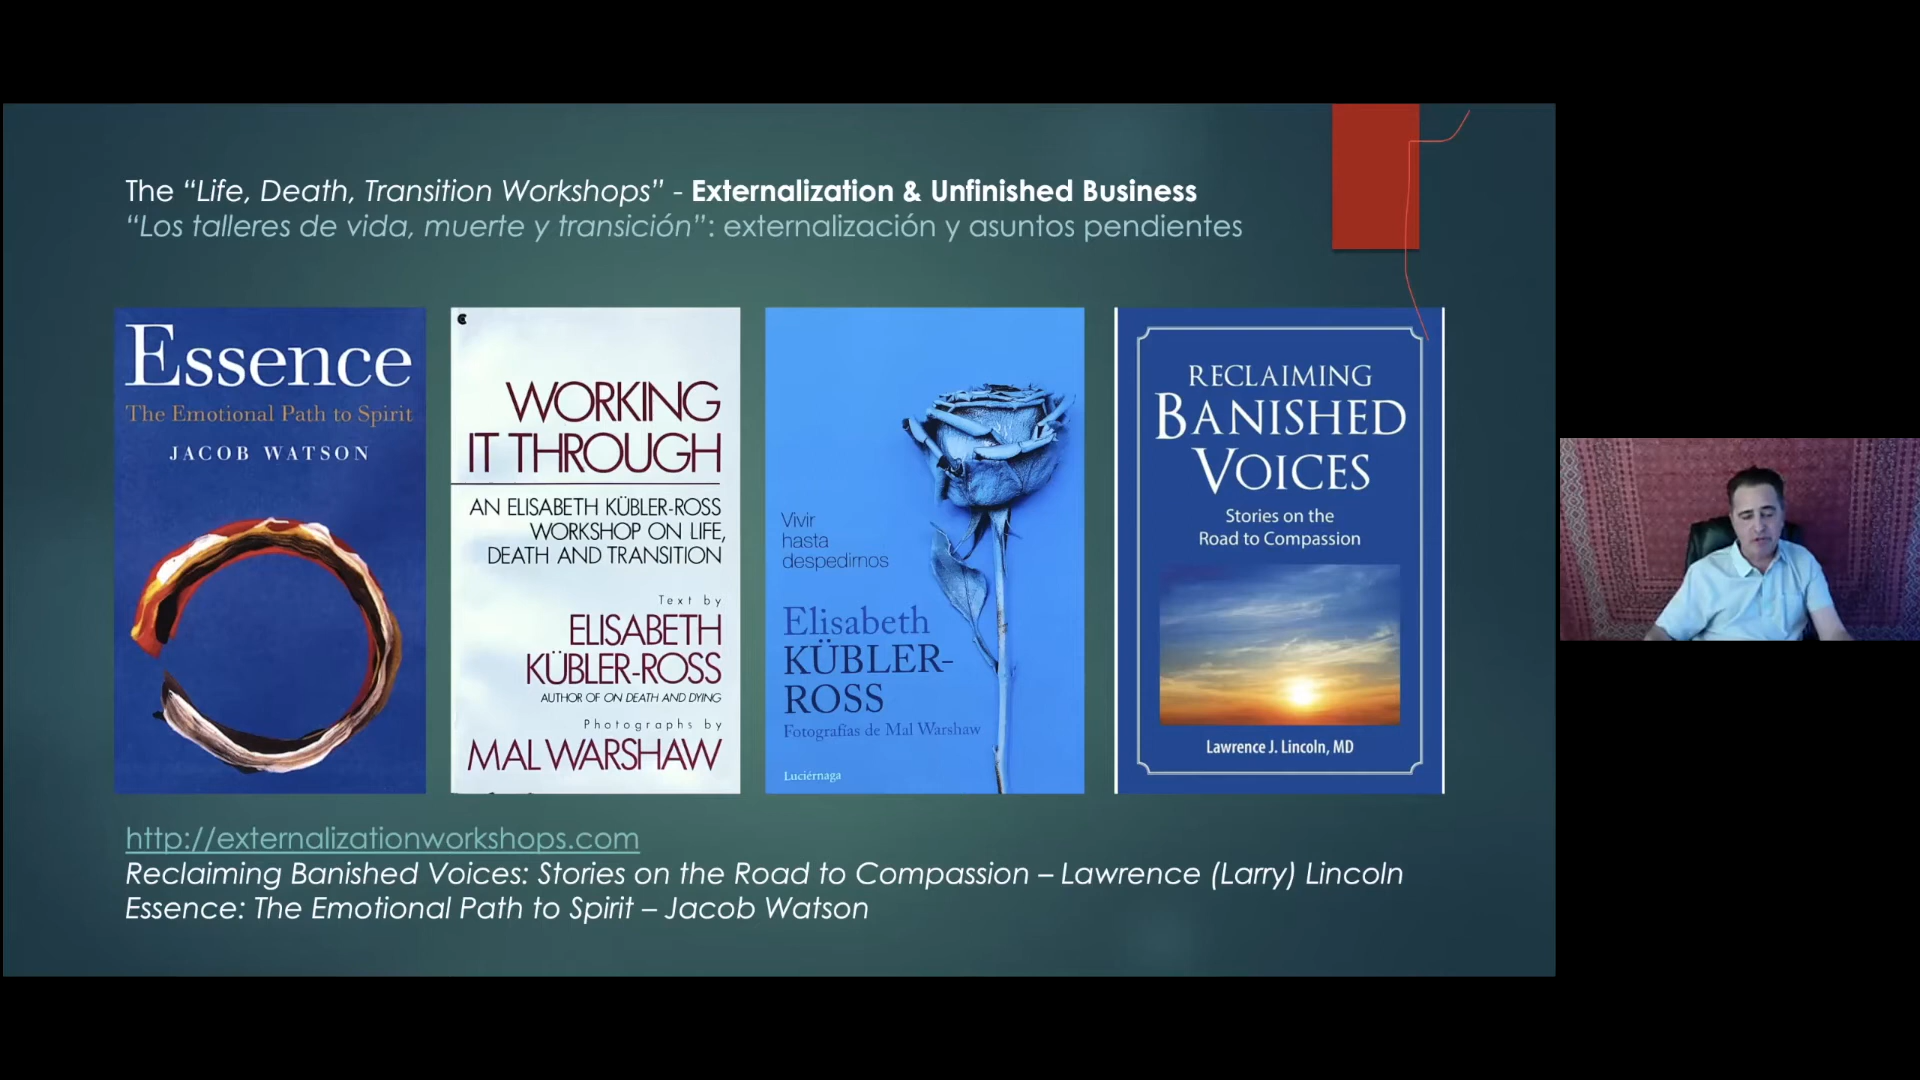 The “Life, Death, Transition Workshops” - Externalization & Unfinished Business
“Los talleres de vida, muerte y transición”: externalización y asuntos pendientes
Essence
The Emotional Path to Spirit
JACOB WATSON
WORKING
IT THROUGH
AN ELISABETH KÜBLER-ROSS
WORKSHOP ON LIFE,
DEATH AND TRANSITION
Text by
ELISABETH
KÜBLER-ROSS
AUTHOR OF ON DEATH AND DYING
Photographs by
MAL WARSHAW
Vivir
hasta
despedirnos
Elisabeth
KÜBLER-
ROSS
Fotografías de Mal Warshaw
Luciérnaga
RECLAIMING
BANISHED
VOICES
Stories on the
Road to Compassion
Lawrence J. Lincoln, MD
http://externalizationworkshops.com
Reclaiming Banished Voices: Stories on the Road to Compassion – Lawrence (Larry) Lincoln
Essence: The Emotional Path to Spirit – Jacob Watson